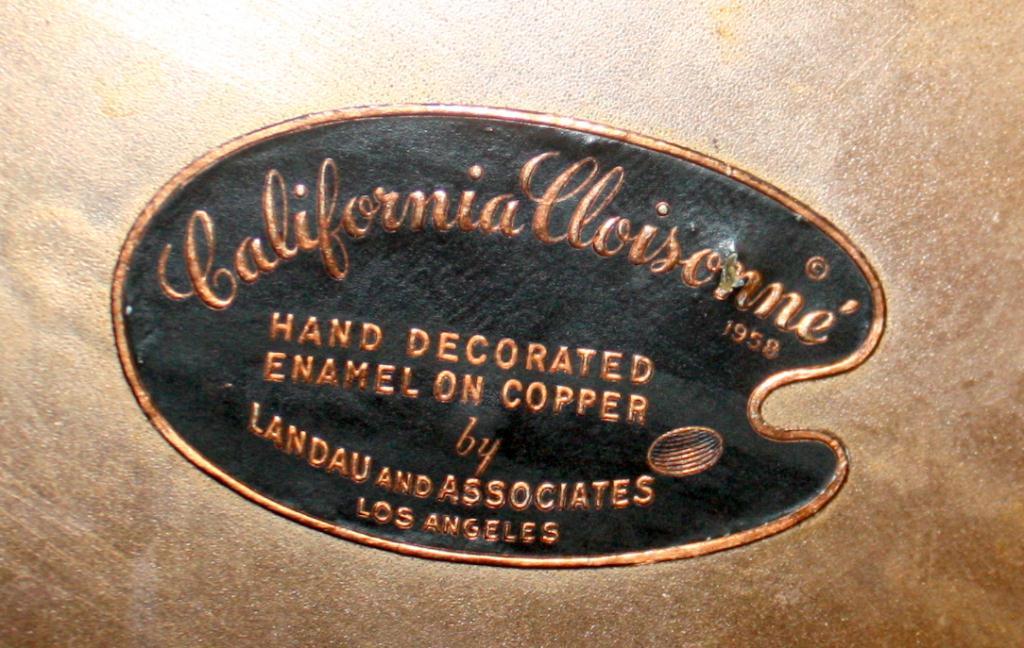 California Cloisonné ©
1958
HAND DECORATED
ENAMEL ON COPPER
by
LANDAU AND ASSOCIATES
LOS ANGELES